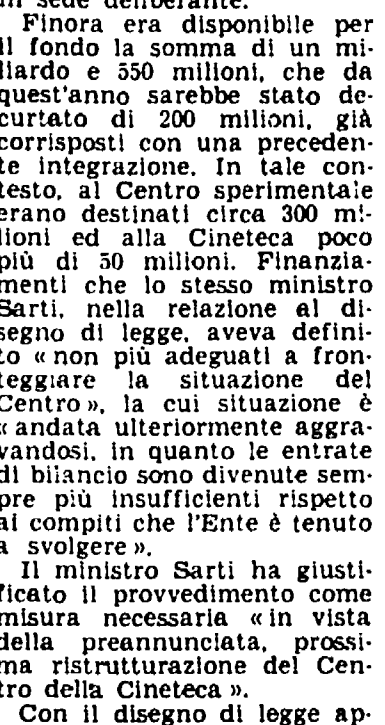 in sede deliberante.
Finora era disponibile per
il fondo la somma di un mi-
liardo e 550 milioni, che da
quest'anno sarebbe stato de-
curtato di 200 milioni, già
corrisposti con una preceden-
te integrazione. In tale con-
testo, al Centro sperimentale
erano destinati circa 300 mi-
lioni ed alla Cineteca poco
più di 50 milioni. Finanzia-
menti che lo stesso ministro
Sarti, nella relazione al di-
segno di legge, aveva defini-
to « non più adeguati a fron-
teggiare la situazione del
Centro », la cui situazione è
« andata ulteriormente aggra-
vandosi, in quanto le entrate
di bilancio sono divenute sem-
pre più insufficienti rispetto
ai compiti che l'Ente è tenuto
a svolgere ».
Il ministro Sarti ha giusti-
ficato il provvedimento come
misura necessaria « in vista
della preannunciata, prossi-
ma ristrutturazione del Cen-
tro della Cineteca ».
Con il disegno di legge ap-